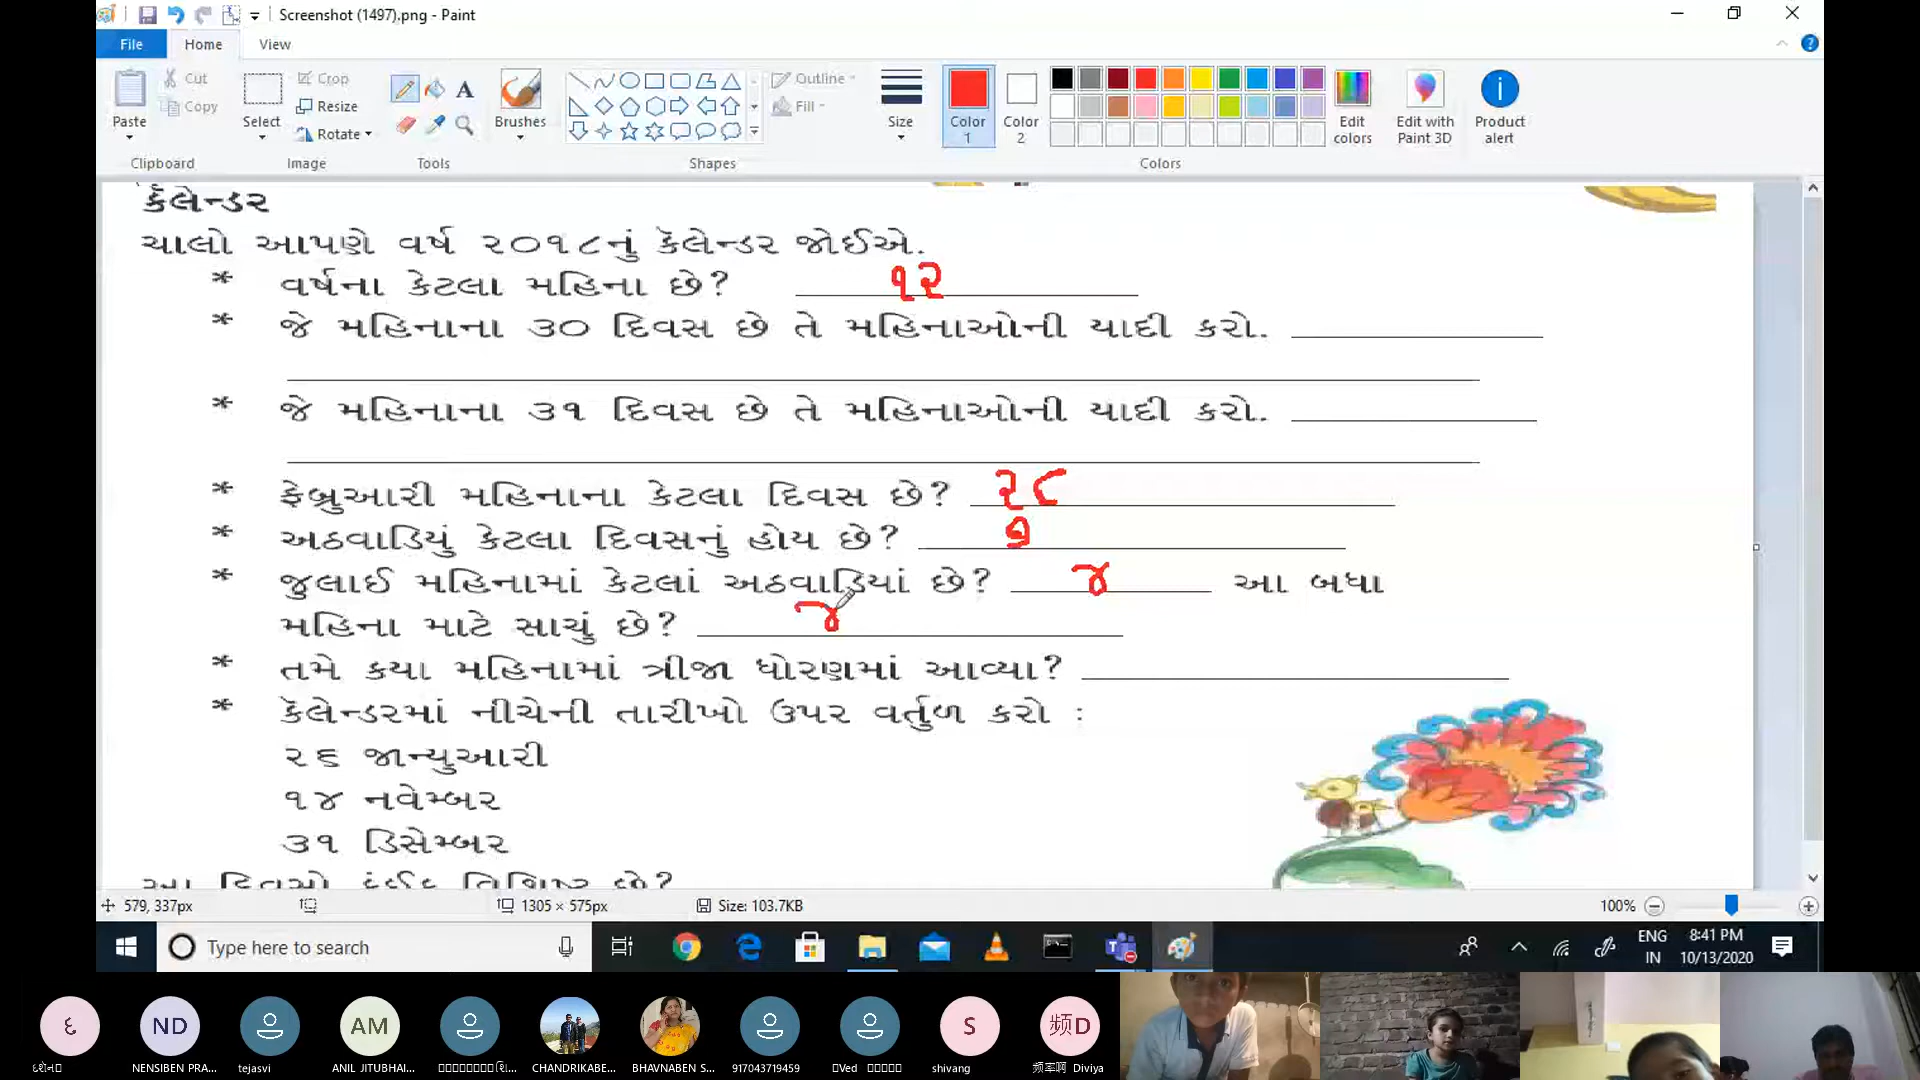 Screenshot (1497).png - Paint
File Home View
Paste Cut Copy Select Crop Resize Rotate Brushes Outline Fill Size Color 1 Color 2 Edit colors Edit with Paint 3D Product alert
Clipboard Image Tools Shapes Colors
કૅલેન્ડર
ચાલો આપણે વર્ષ ૨૦૧૮નું કૅલેન્ડર જોઈએ.
* વર્ષના કેટલા મહિના છે? ૧૨
* જે મહિનાના ૩૦ દિવસ છે તે મહિનાઓની યાદી કરો.
* જે મહિનાના ૩૧ દિવસ છે તે મહિનાઓની યાદી કરો.
* ફેબ્રુઆરી મહિનાના કેટલા દિવસ છે? ૨૮
* અઠવાડિયું કેટલા દિવસનું હોય છે? ૭
* જુલાઈ મહિનામાં કેટલાં અઠવાડિયાં છે? ૪ આ બધા
મહિના માટે સાચું છે?
* તમે કયા મહિનામાં ત્રીજા ધોરણમાં આવ્યા?
* કૅલેન્ડરમાં નીચેની તારીખો ઉપર વર્તુળ કરો :
૨૬ જાન્યુઆરી
૧૪ નવેમ્બર
૩૧ ડિસેમ્બર
579, 337px 1305 × 575px Size: 103.7KB 100%
Type here to search ENG IN 8:41 PM 10/13/2020
ND AM S 频D
NENSIBEN PRA... tejasvi ANIL JITUBHAI... CHANDRIKABE... BHAVNABEN S... 917043719459 Ved shivang 频率啊 Diviya